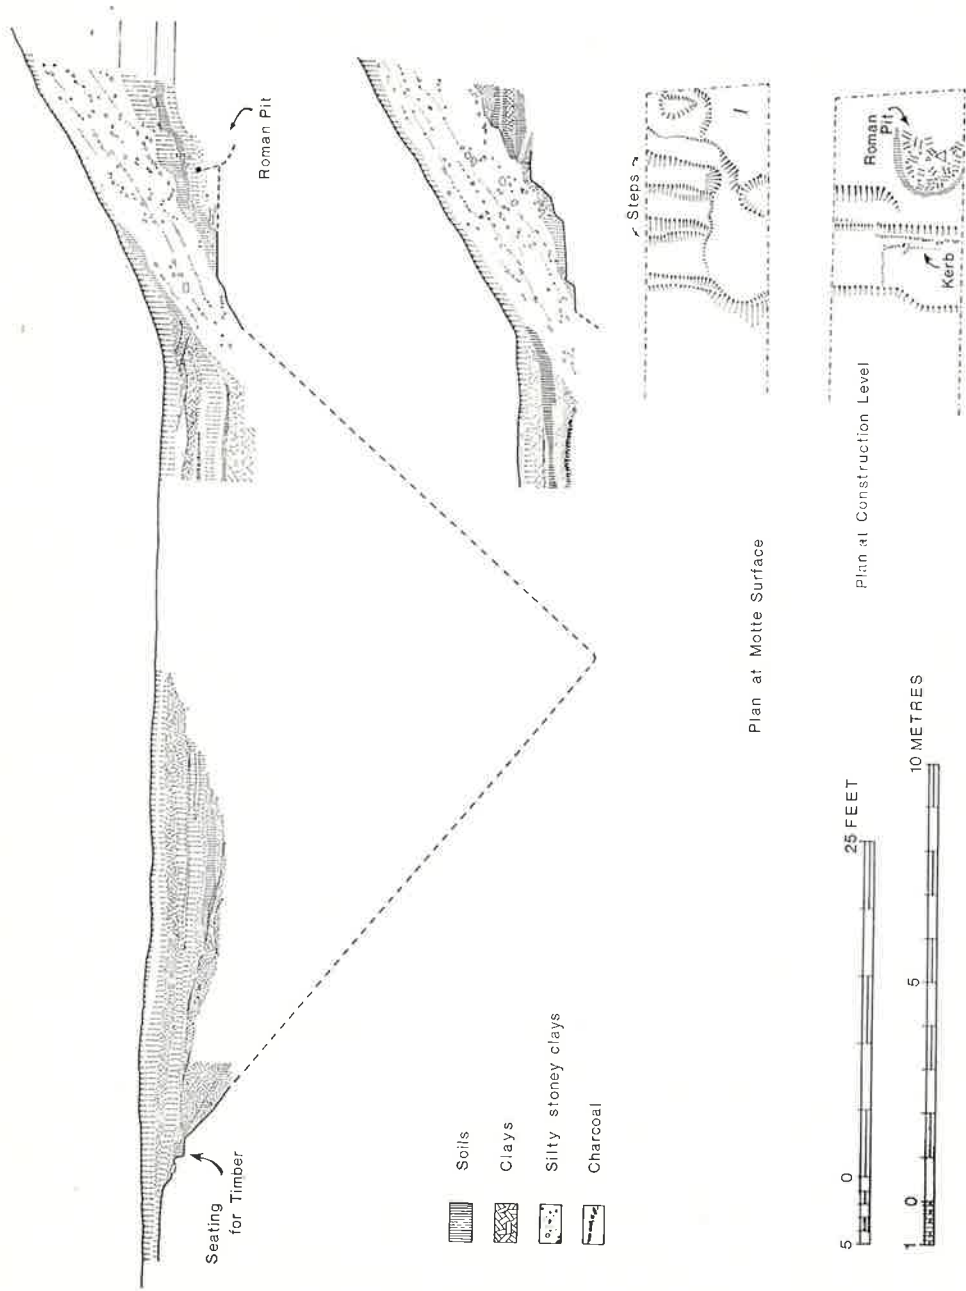 Roman Pit
Steps
Roman
Pit
Kerb
Plan at Motte Surface
Plan at Construction Level
Seating
for Timber
Soils
Clays
Silty stoney clays
Charcoal
5 0 25 FEET
1 0 5 10 METRES